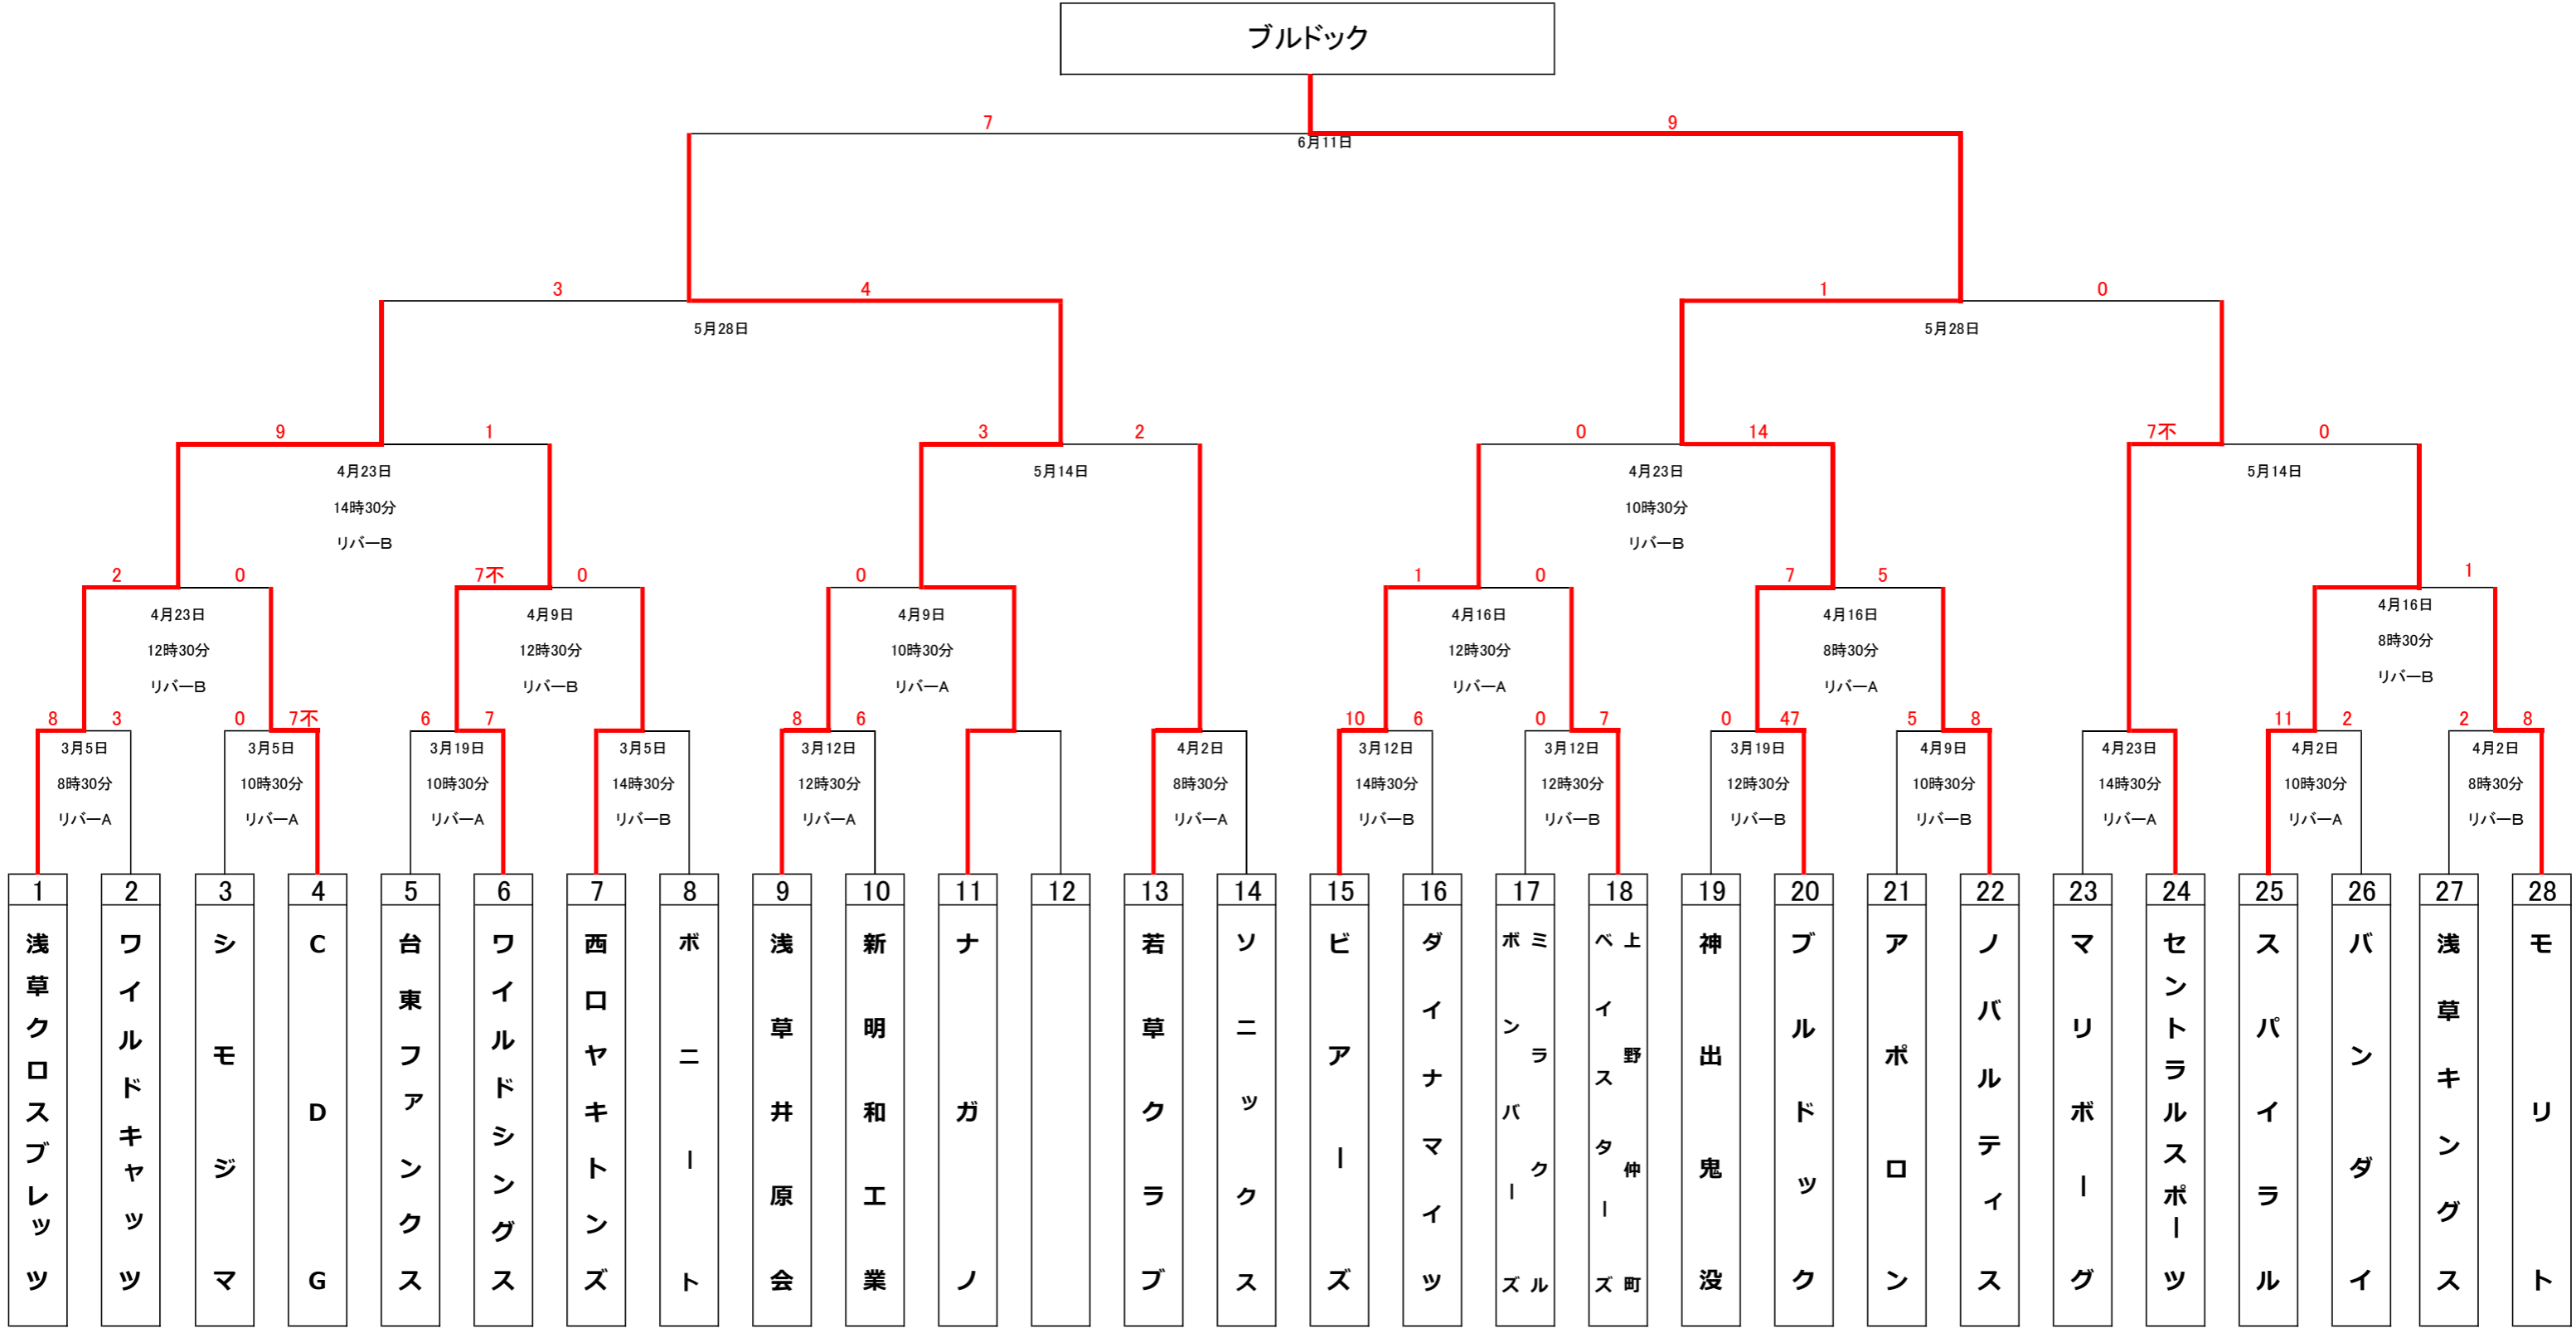 ブルドック
7
9
6月11日
3
4
1
0
5月28日
5月28日
9
1
3
2
0
14
7不
0
4月23日
14時30分
リバーB
5月14日
4月23日
10時30分
リバーB
5月14日
2
0
7不
0
0
1
0
7
5
1
4月23日
12時30分
リバーB
4月9日
12時30分
リバーB
4月9日
10時30分
リバーA
4月16日
12時30分
リバーA
4月16日
8時30分
リバーA
4月16日
8時30分
リバーB
8
3
0
7不
6
7
8
6
10
6
0
7
0
47
5
8
11
2
2
8
3月5日
8時30分
リバーA
3月5日
10時30分
リバーA
3月19日
10時30分
リバーA
3月5日
14時30分
リバーB
3月12日
12時30分
リバーA
4月2日
8時30分
リバーA
3月12日
14時30分
リバーB
3月12日
12時30分
リバーB
3月19日
12時30分
リバーB
4月9日
10時30分
リバーB
4月23日
14時30分
リバーA
4月2日
10時30分
リバーA
4月2日
8時30分
リバーB
1
浅草クロスブレッツ
2
ワイルドキャッツ
3
シモジマ
4
CDG
5
台東ファンクス
6
ワイルドシングス
7
西ロヤキトンズ
8
ボニート
9
浅草井原会
10
新明和工業
11
ナガノ
12
13
若草クラブ
14
ソニックス
15
ビアーズ
16
ダイナマイツ
17
ミラクル
ボンバーズ
18
上野仲町
ベイスターズ
19
神出鬼没
20
ブルドック
21
アポロン
22
ノバルティス
23
マリボーグ
24
セントラルスポーツ
25
スパイラル
26
バンダイ
27
浅草キングス
28
モリト